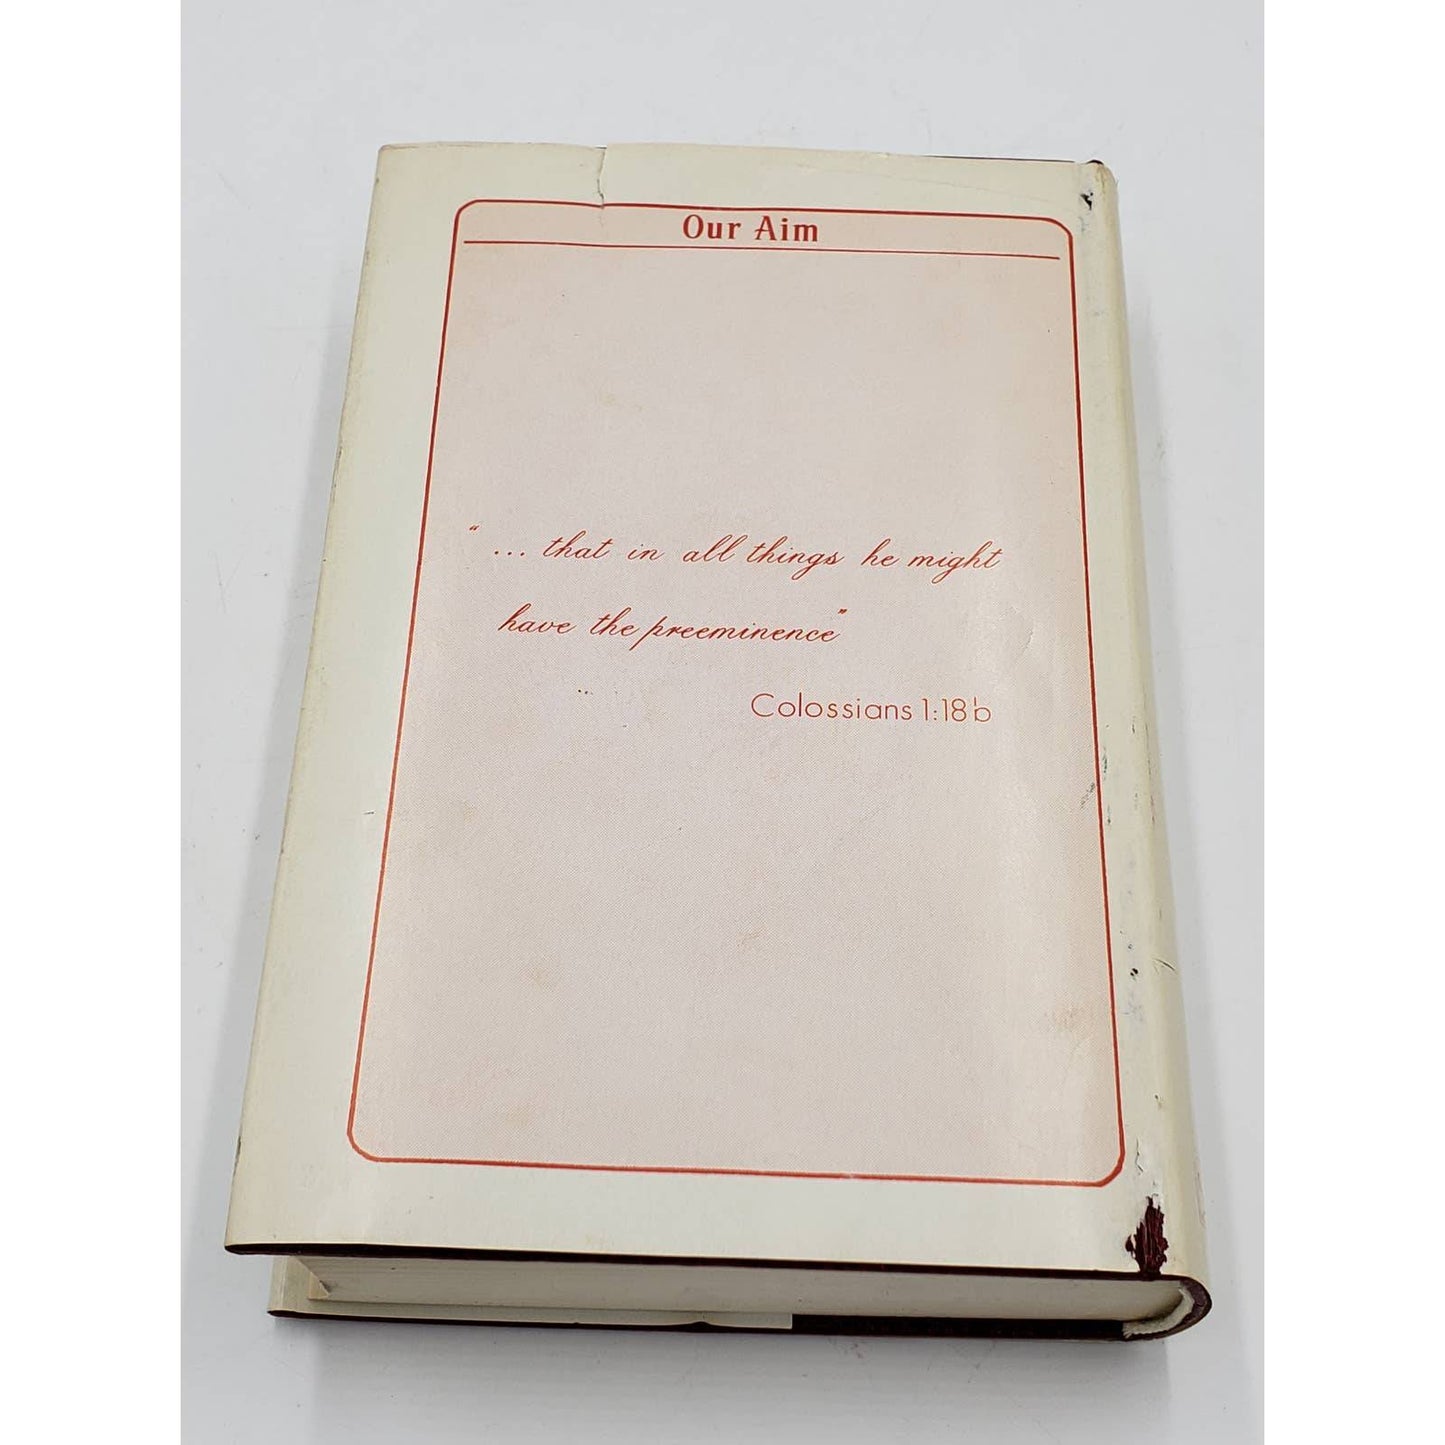 Our Aim
“ ... that in all things he might
have the preeminence”
Colossians 1:18b